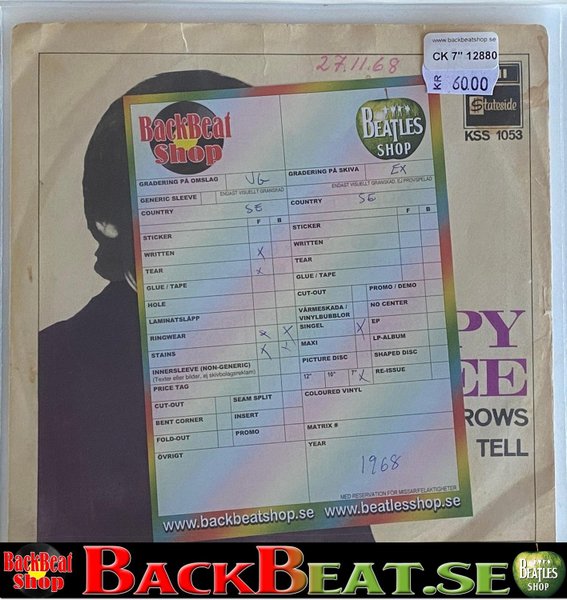 27.11.68
www.backbeatshop.se
CK 7" 12880
KR 60.00
Stateside
KSS 1053
BackBeat
Shop
BEATLES
SHOP
GRADERING PÅ OMSLAG VG
ENDAST VISUELLT GRANSKAD
GENERIC SLEEVE
COUNTRY SE
F B
STICKER
WRITTEN X
TEAR X
GLUE / TAPE
HOLE
LAMINATSLÄPP
RINGWEAR X X
STAINS X X
INNERSLEEVE (NON-GENERIC)
(Texter eller bilder, ej skivbolagsreklam)
PRICE TAG
CUT-OUT SEAM SPLIT
BENT CORNER INSERT
FOLD-OUT PROMO
ÖVRIGT
GRADERING PÅ SKIVA EX
ENDAST VISUELLT GRANSKAD, EJ PROVSPELAD
COUNTRY SE
F B
STICKER
WRITTEN
TEAR
GLUE / TAPE
CUT-OUT PROMO / DEMO
VÄRMESKADA /
VINYLBUBBLOR NO CENTER
SINGEL X EP
MAXI LP-ALBUM
PICTURE DISC SHAPED DISC
12" 10" 7" X RE-ISSUE
COLOURED VINYL
MATRIX #
YEAR
1968
MED RESERVATION FÖR MISSAR/FELAKTIGHETER
www.backbeatshop.se www.beatlesshop.se
PY
EE
ROWS
TELL
BackBeat
Shop
BACKBEAT.SE
BEATLES
SHOP